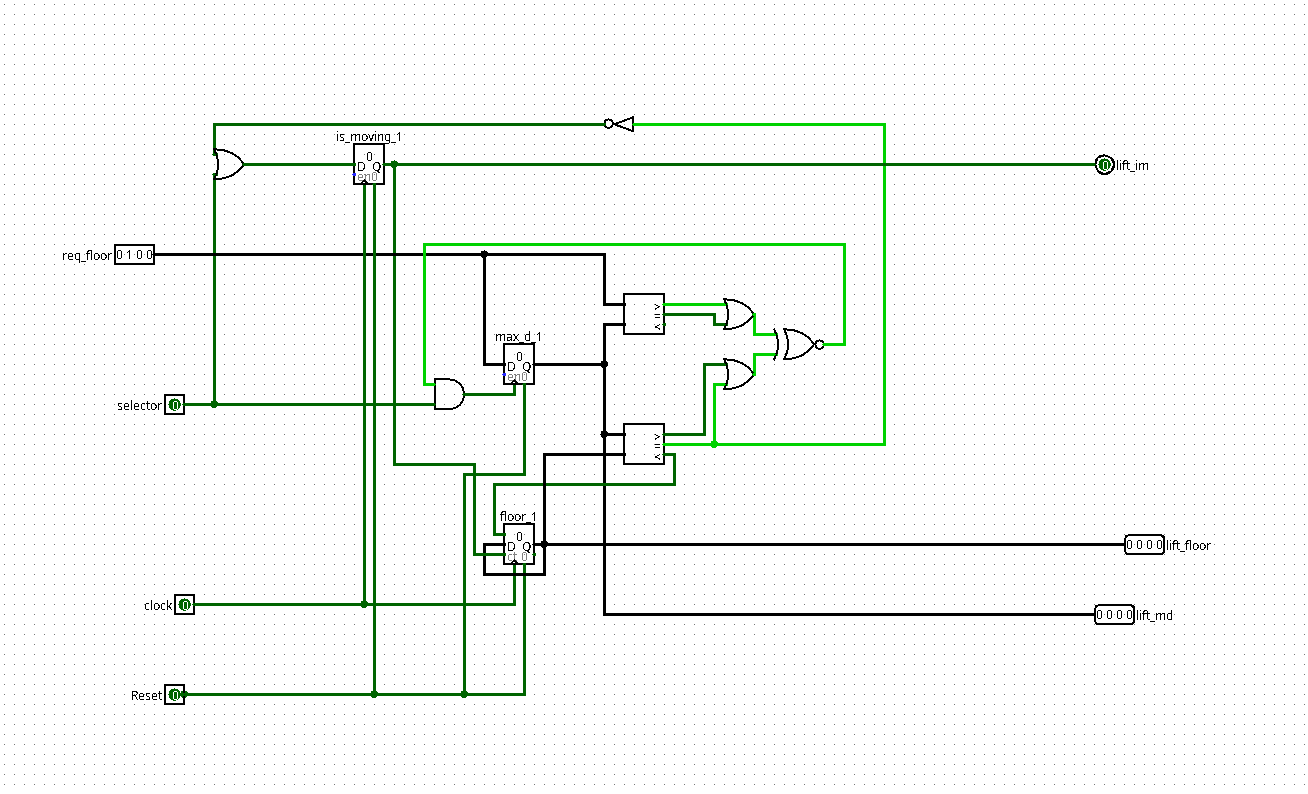 is_moving_1
0
D Q
en0
lift_im
req_floor 0 1 0 0
>
=
<
max_d_1
0
D Q
en0
selector 0
>
=
<
floor_1
0
D Q
ct 0
0 0 0 0 lift_floor
clock 0
0 0 0 0 lift_md
Reset 0